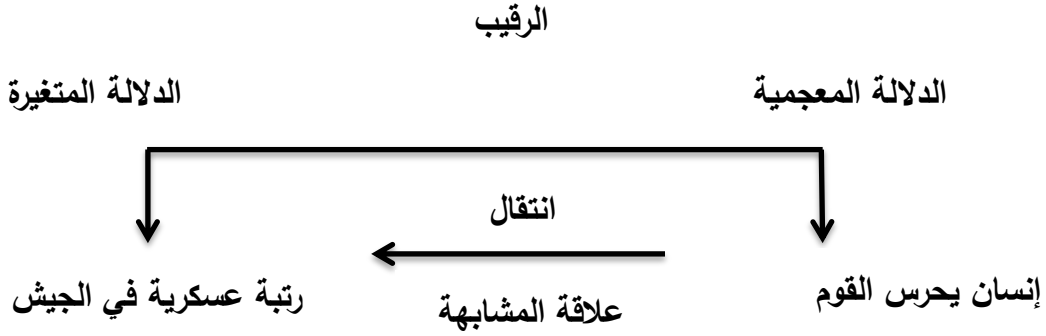 الرقيب
الدلالة المعجمية
الدلالة المتغيرة
انتقال
إنسان يحرس القوم
علاقة المشابهة
رتبة عسكرية في الجيش